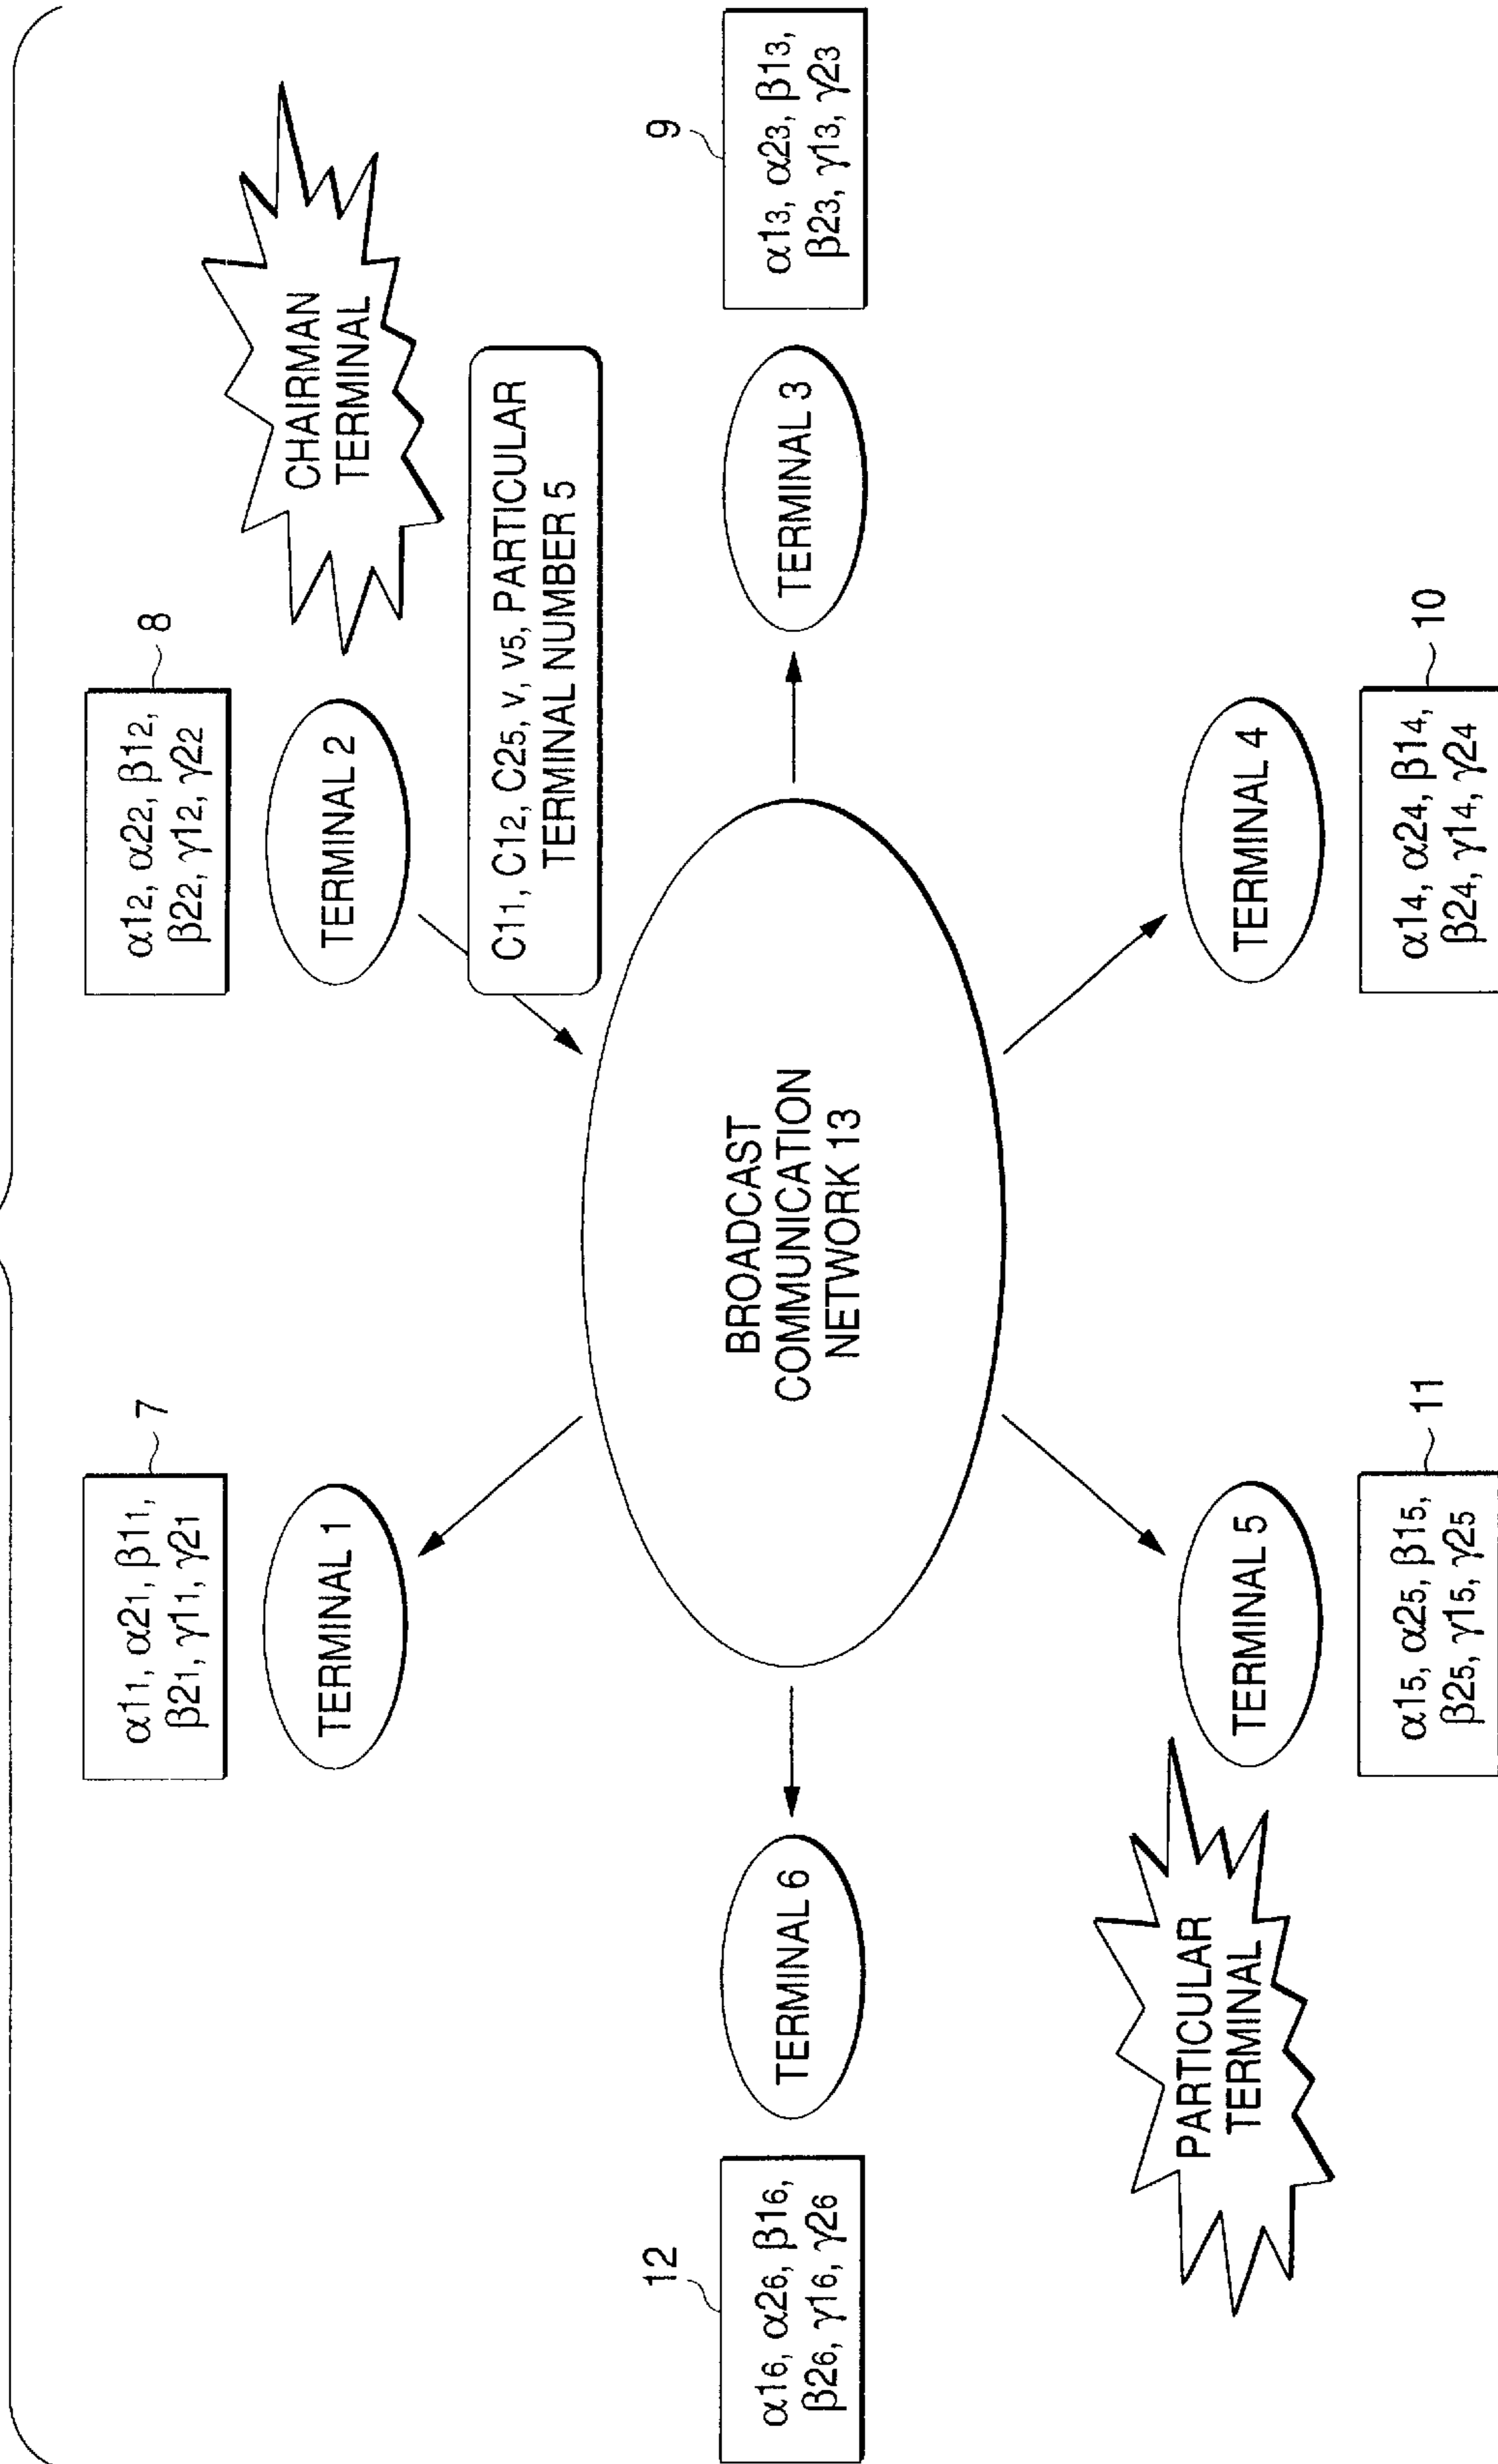 7
α11, α21, β11,
β21, γ11, γ21
TERMINAL 1
8
α12, α22, β12,
β22, γ12, γ22
TERMINAL 2
CHAIRMAN
TERMINAL
C11, C12, C25, v, v5, PARTICULAR
TERMINAL NUMBER 5
12
α16, α26, β16,
β26, γ16, γ26
TERMINAL 6
BROADCAST
COMMUNICATION
NETWORK 13
TERMINAL 3
9
α13, α23, β13,
β23, γ13, γ23
PARTICULAR
TERMINAL
TERMINAL 5
11
α15, α25, β15,
β25, γ15, γ25
TERMINAL 4
10
α14, α24, β14,
β24, γ14, γ24